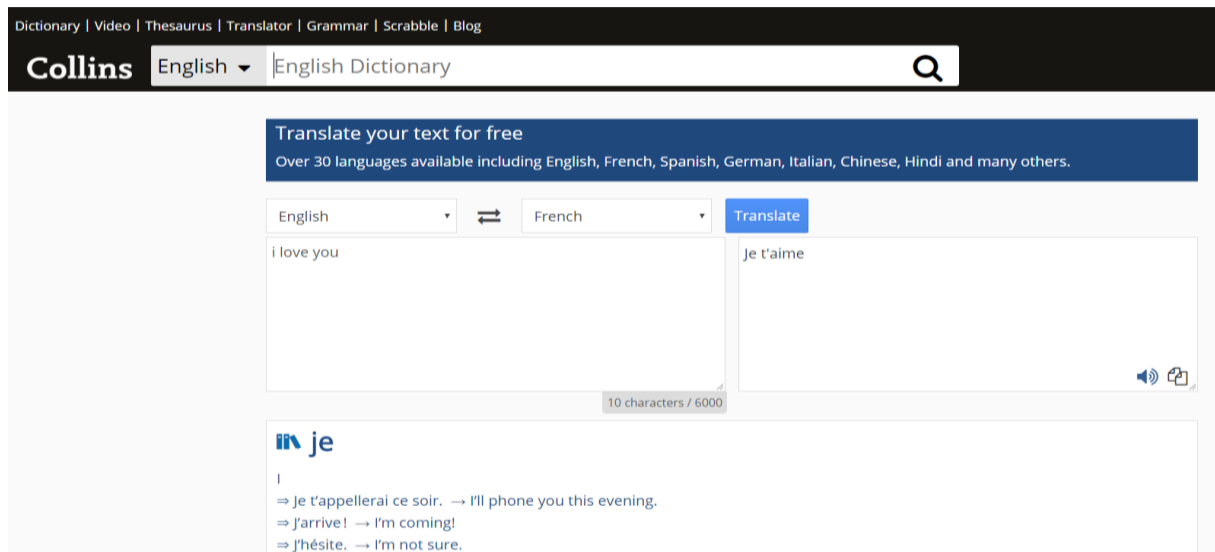 Dictionary | Video | Thesaurus | Translator | Grammar | Scrabble | Blog
Collins English English Dictionary
Translate your text for free
Over 30 languages available including English, French, Spanish, German, Italian, Chinese, Hindi and many others.
English French Translate
i love you Je t'aime
10 characters / 6000
je
I
⇒ Je t'appellerai ce soir. → I'll phone you this evening.
⇒ J'arrive ! → I'm coming!
⇒ J'hésite. → I'm not sure.